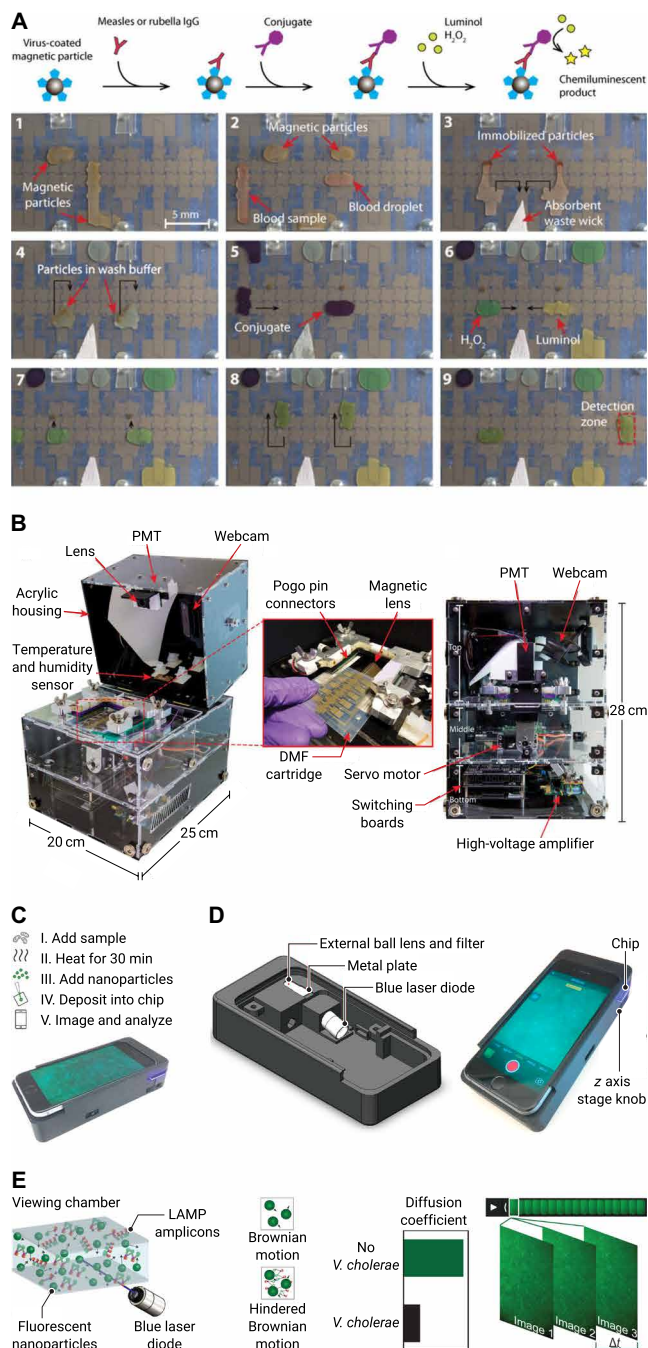 A
Measles or rubella IgG
Conjugate
Luminol
H₂O₂
Virus-coated
magnetic particle
Chemiluminescent
product
1
Magnetic
particles
5 mm
2
Magnetic particles
Blood sample
Blood droplet
3
Immobilized particles
Absorbent
waste wick
4
Particles in wash buffer
5
Conjugate
6
H₂O₂
Luminol
7
8
9
Detection
zone
B
PMT
Lens
Webcam
Acrylic
housing
Temperature
and humidity
sensor
Pogo pin
connectors
Magnetic
lens
DMF
cartridge
20 cm
25 cm
PMT
Webcam
Top
Middle
Bottom
28 cm
Servo motor
Switching
boards
High-voltage amplifier
C
I. Add sample
II. Heat for 30 min
III. Add nanoparticles
IV. Deposit into chip
V. Image and analyze
D
External ball lens and filter
Metal plate
Blue laser diode
Chip
z axis
stage knob
E
Viewing chamber
LAMP
amplicons
Fluorescent
nanoparticles
Blue laser
diode
Brownian
motion
Hindered
Brownian
motion
Diffusion
coefficient
No
V. cholerae
V. cholerae
Image 1
Image 2
Image 3
Δt